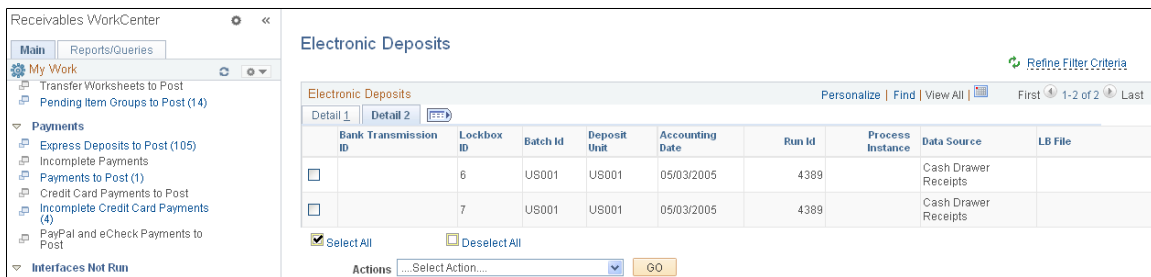 Receivables WorkCenter
Main
Reports/Queries
My Work
Transfer Worksheets to Post
Pending Item Groups to Post (14)
Payments
Express Deposits to Post (105)
Incomplete Payments
Payments to Post (1)
Credit Card Payments to Post
Incomplete Credit Card Payments
(4)
PayPal and eCheck Payments to
Post
Interfaces Not Run
Electronic Deposits
Refine Filter Criteria
Electronic Deposits
Personalize | Find | View All |
First 1-2 of 2 Last
Detail 1
Detail 2
Bank Transmission ID Lockbox ID Batch Id Deposit Unit Accounting Date Run Id Process Instance Data Source LB File
6 US001 US001 05/03/2005 4389 Cash Drawer Receipts
7 US001 US001 05/03/2005 4389 Cash Drawer Receipts
Select All
Deselect All
Actions ....Select Action.... GO